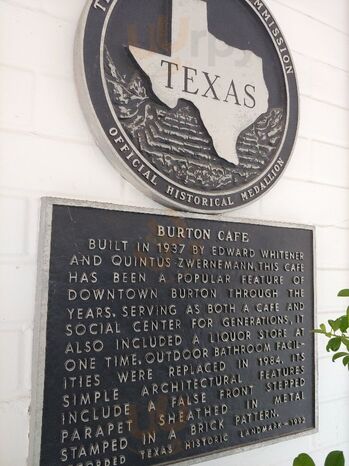 TEXAS
OFFICIAL HISTORICAL MEDALLION
BURTON CAFE
BUILT IN 1937 BY EDWARD WHITENER
AND QUINTUS ZWERNEMANN, THIS CAFE
HAS BEEN A POPULAR FEATURE OF
DOWNTOWN BURTON THROUGH THE
YEARS. SERVING AS BOTH A CAFE AND
SOCIAL CENTER FOR GENERATIONS, IT
ALSO INCLUDED A LIQUOR STORE AT
ONE TIME. OUTDOOR BATHROOM FACIL-
ITIES WERE REPLACED IN 1984. ITS
SIMPLE ARCHITECTURAL FEATURES
INCLUDE A FALSE FRONT STEPPED
PARAPET SHEATHED IN METAL
STAMPED IN A BRICK PATTERN.
TEXAS HISTORIC LANDMARK